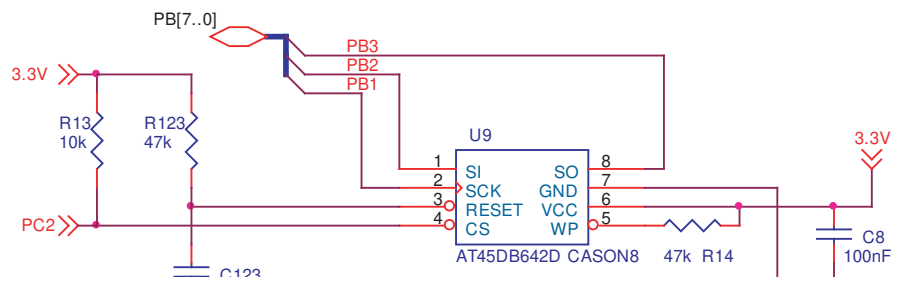 PB[7..0]
PB3
PB2
PB1
3.3V
R13
10k
R123
47k
U9
3.3V
1
SI
SO
8
2
SCK
GND
7
3
RESET
VCC
6
4
CS
WP
5
PC2
AT45DB642D CASON8
47k R14
C8
100nF
C123